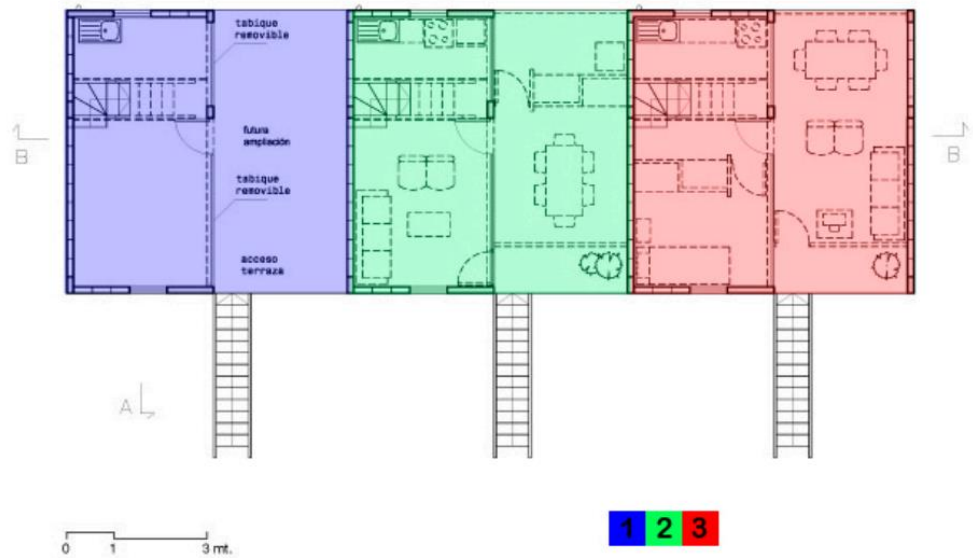 tabique
removible
futura
ampliación
tabique
removible
acceso
terraza
B
B
A
1 2 3
0 1 3 mt.